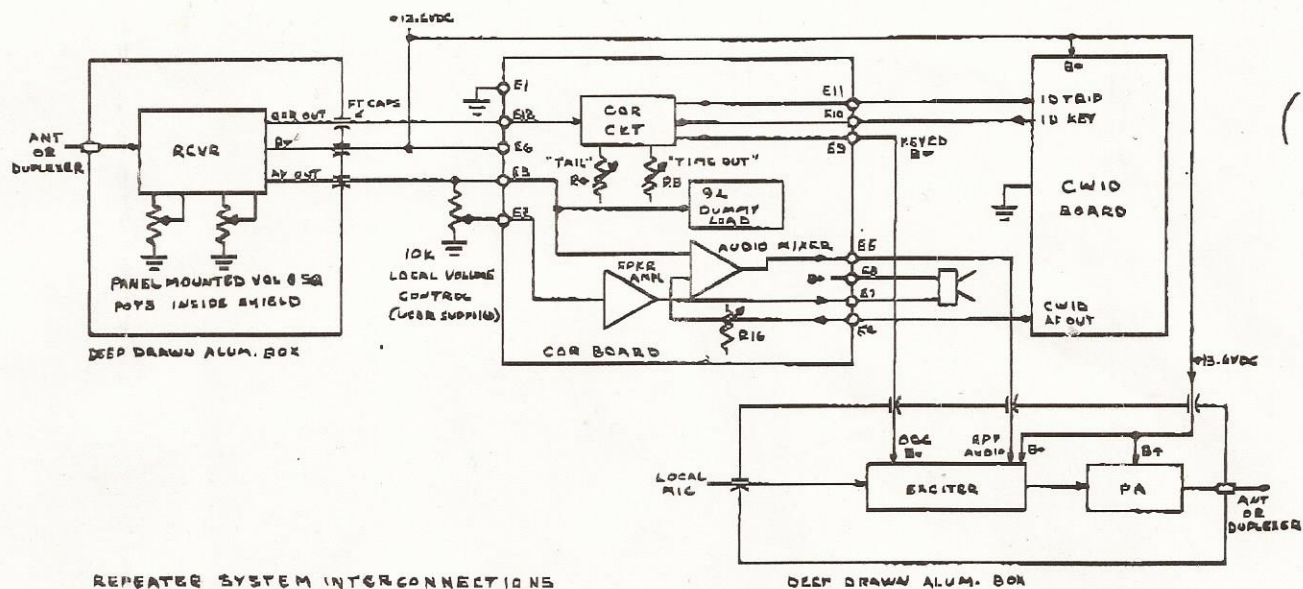 +13.6VDC
E1
E11
B+
FT CAPS
COR OUT
E12
COR
CKT
E10
ID TRIP
ANT
OR
DUPLEXER
RCVR
B+
E6
E9
ID KEY
KEYED
B+
AF OUT
E3
"TAIL"
"TIME OUT"
R8
CWID
BOARD
E2
9Ω
DUMMY
LOAD
AUDIO MIXER
E5
10K
LOCAL VOLUME
CONTROL
(USER SUPPLIED)
SPKR
AMP.
B+
E8
E7
PANEL MOUNTED VOL & SQ
POTS INSIDE SHIELD
R16
E4
CWID
AF OUT
COR BOARD
DEEP DRAWN ALUM. BOX
+13.6VDC
OSC
B+
RPT
AUDIO
B+
B+
LOCAL
MIC
EXCITER
PA
ANT
OR
DUPLEXER
REPEATER SYSTEM INTERCONNECTIONS
DEEP DRAWN ALUM. BOX